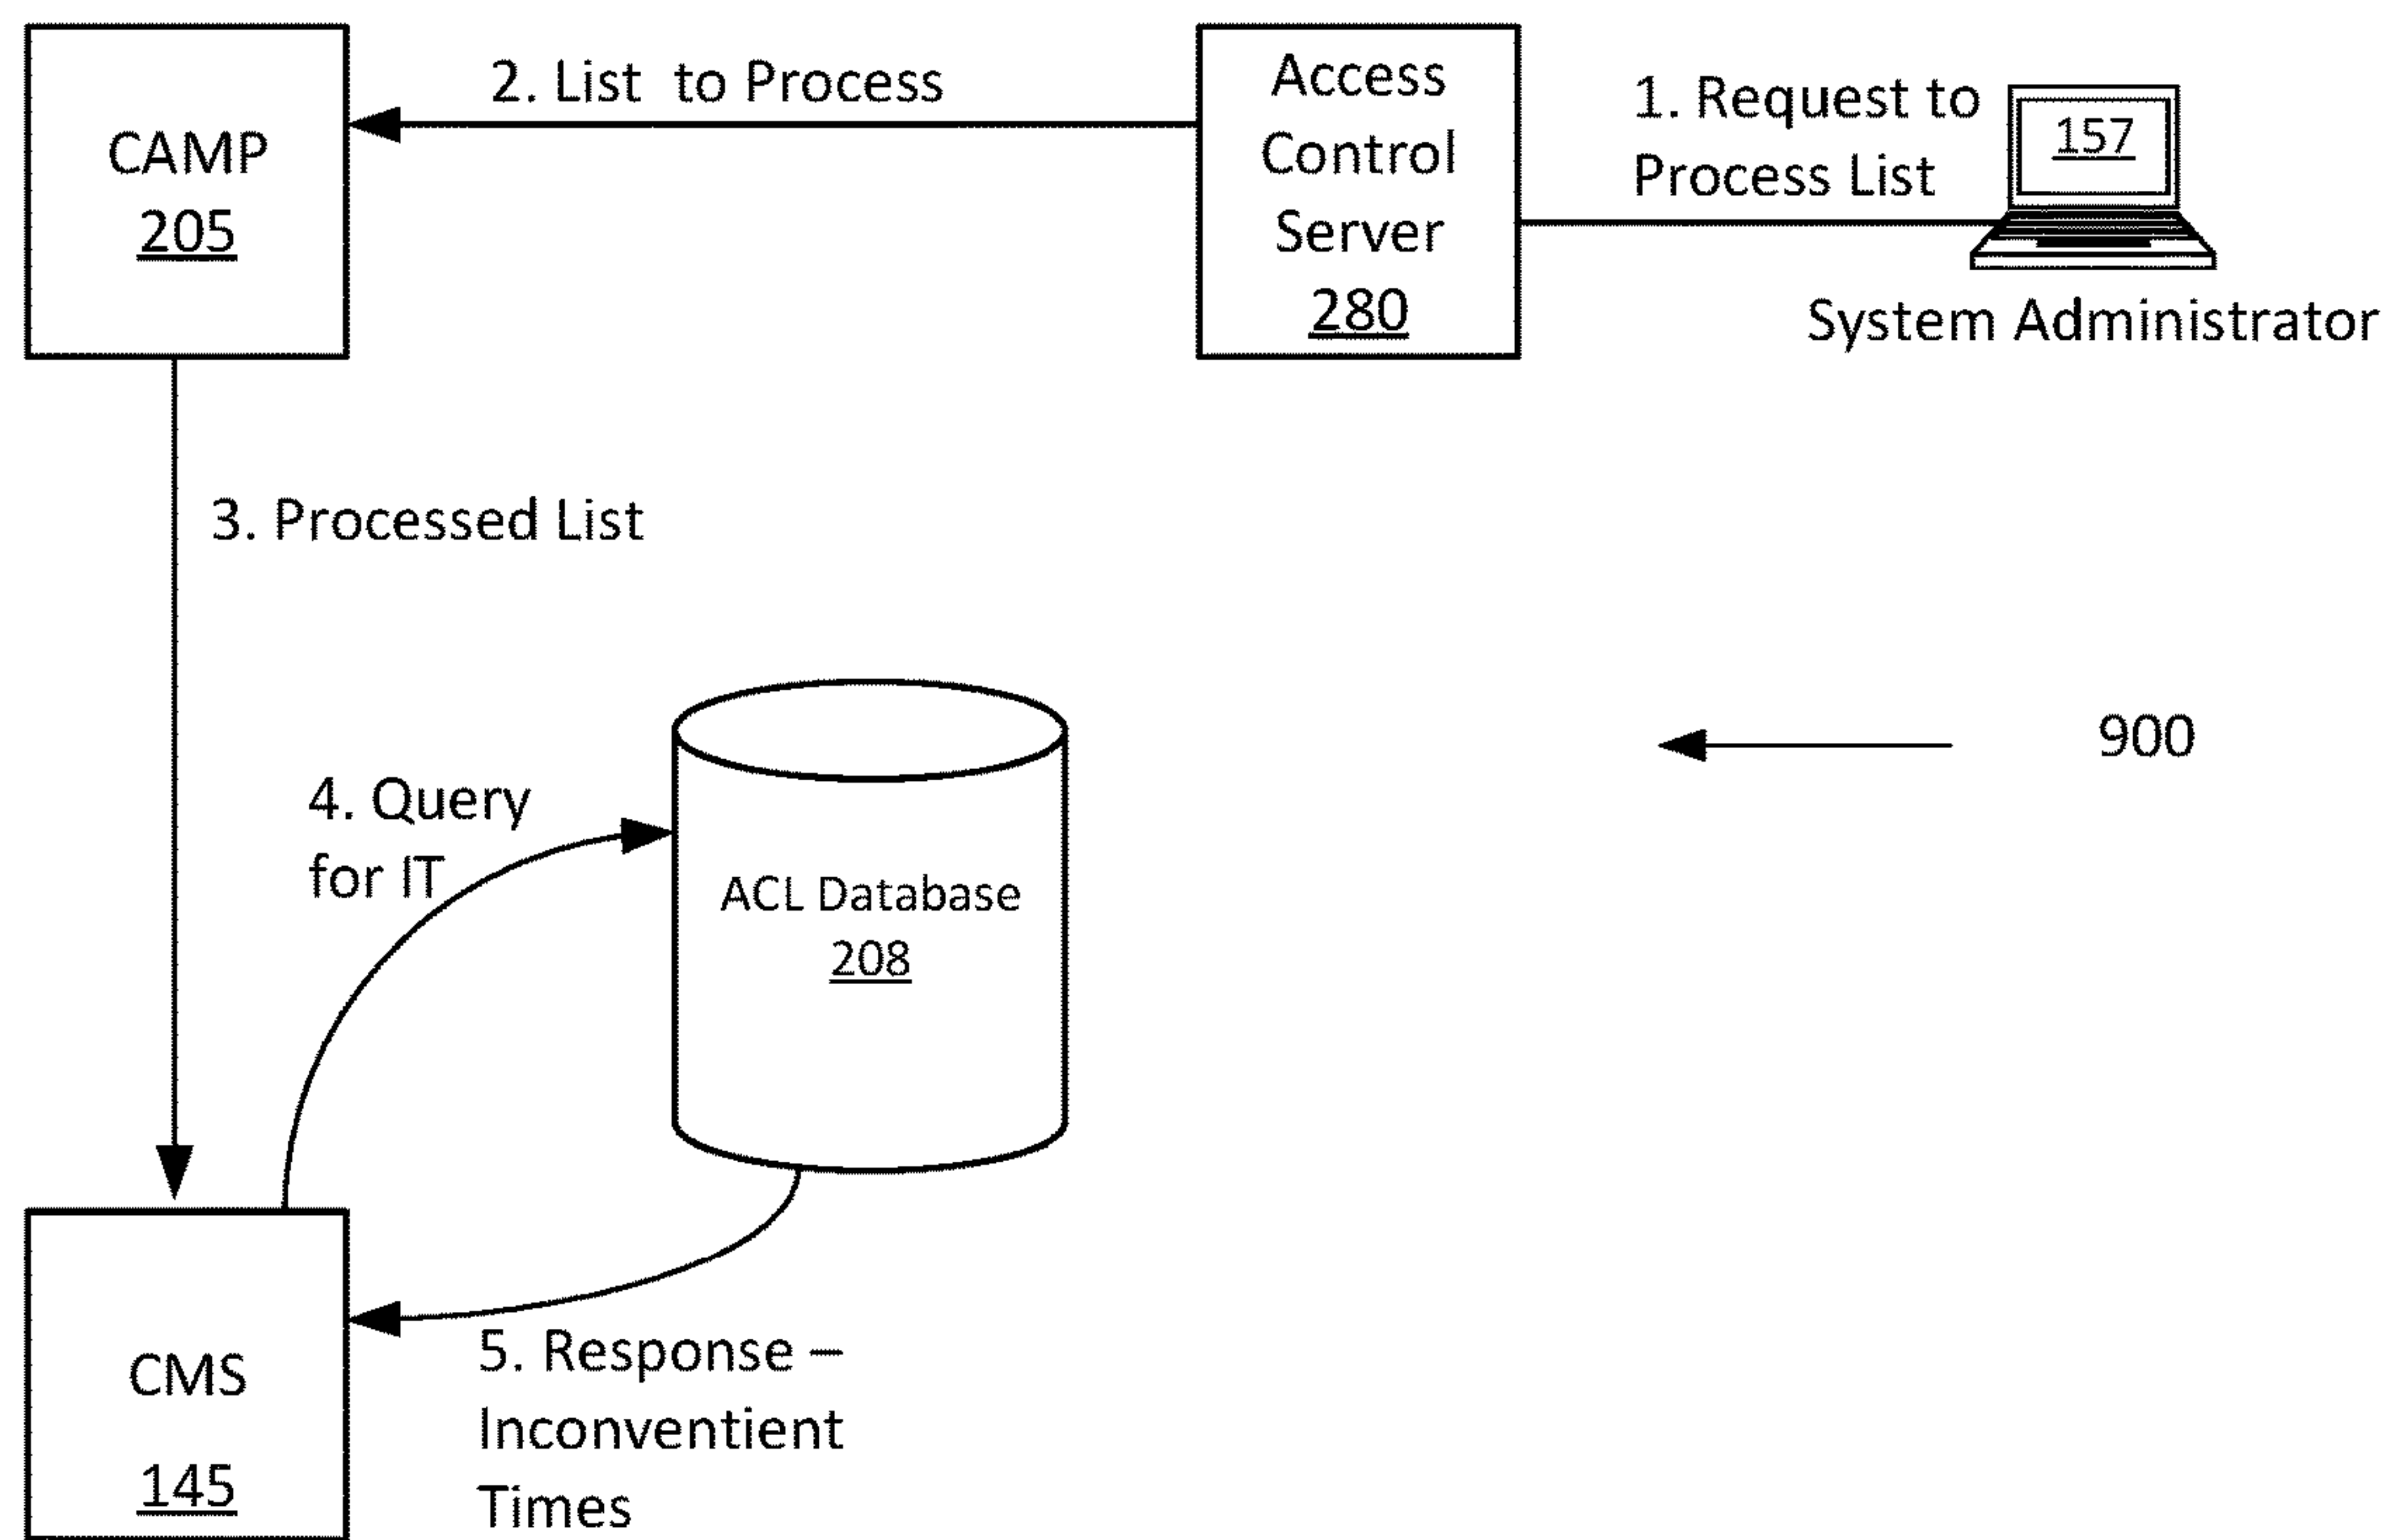 CAMP
205
2. List  to Process
Access
Control
Server
280
1. Request to
Process List
157
System Administrator
3. Processed List
4. Query
for IT
ACL Database
208
900
CMS
145
5. Response –
Inconventient
Times